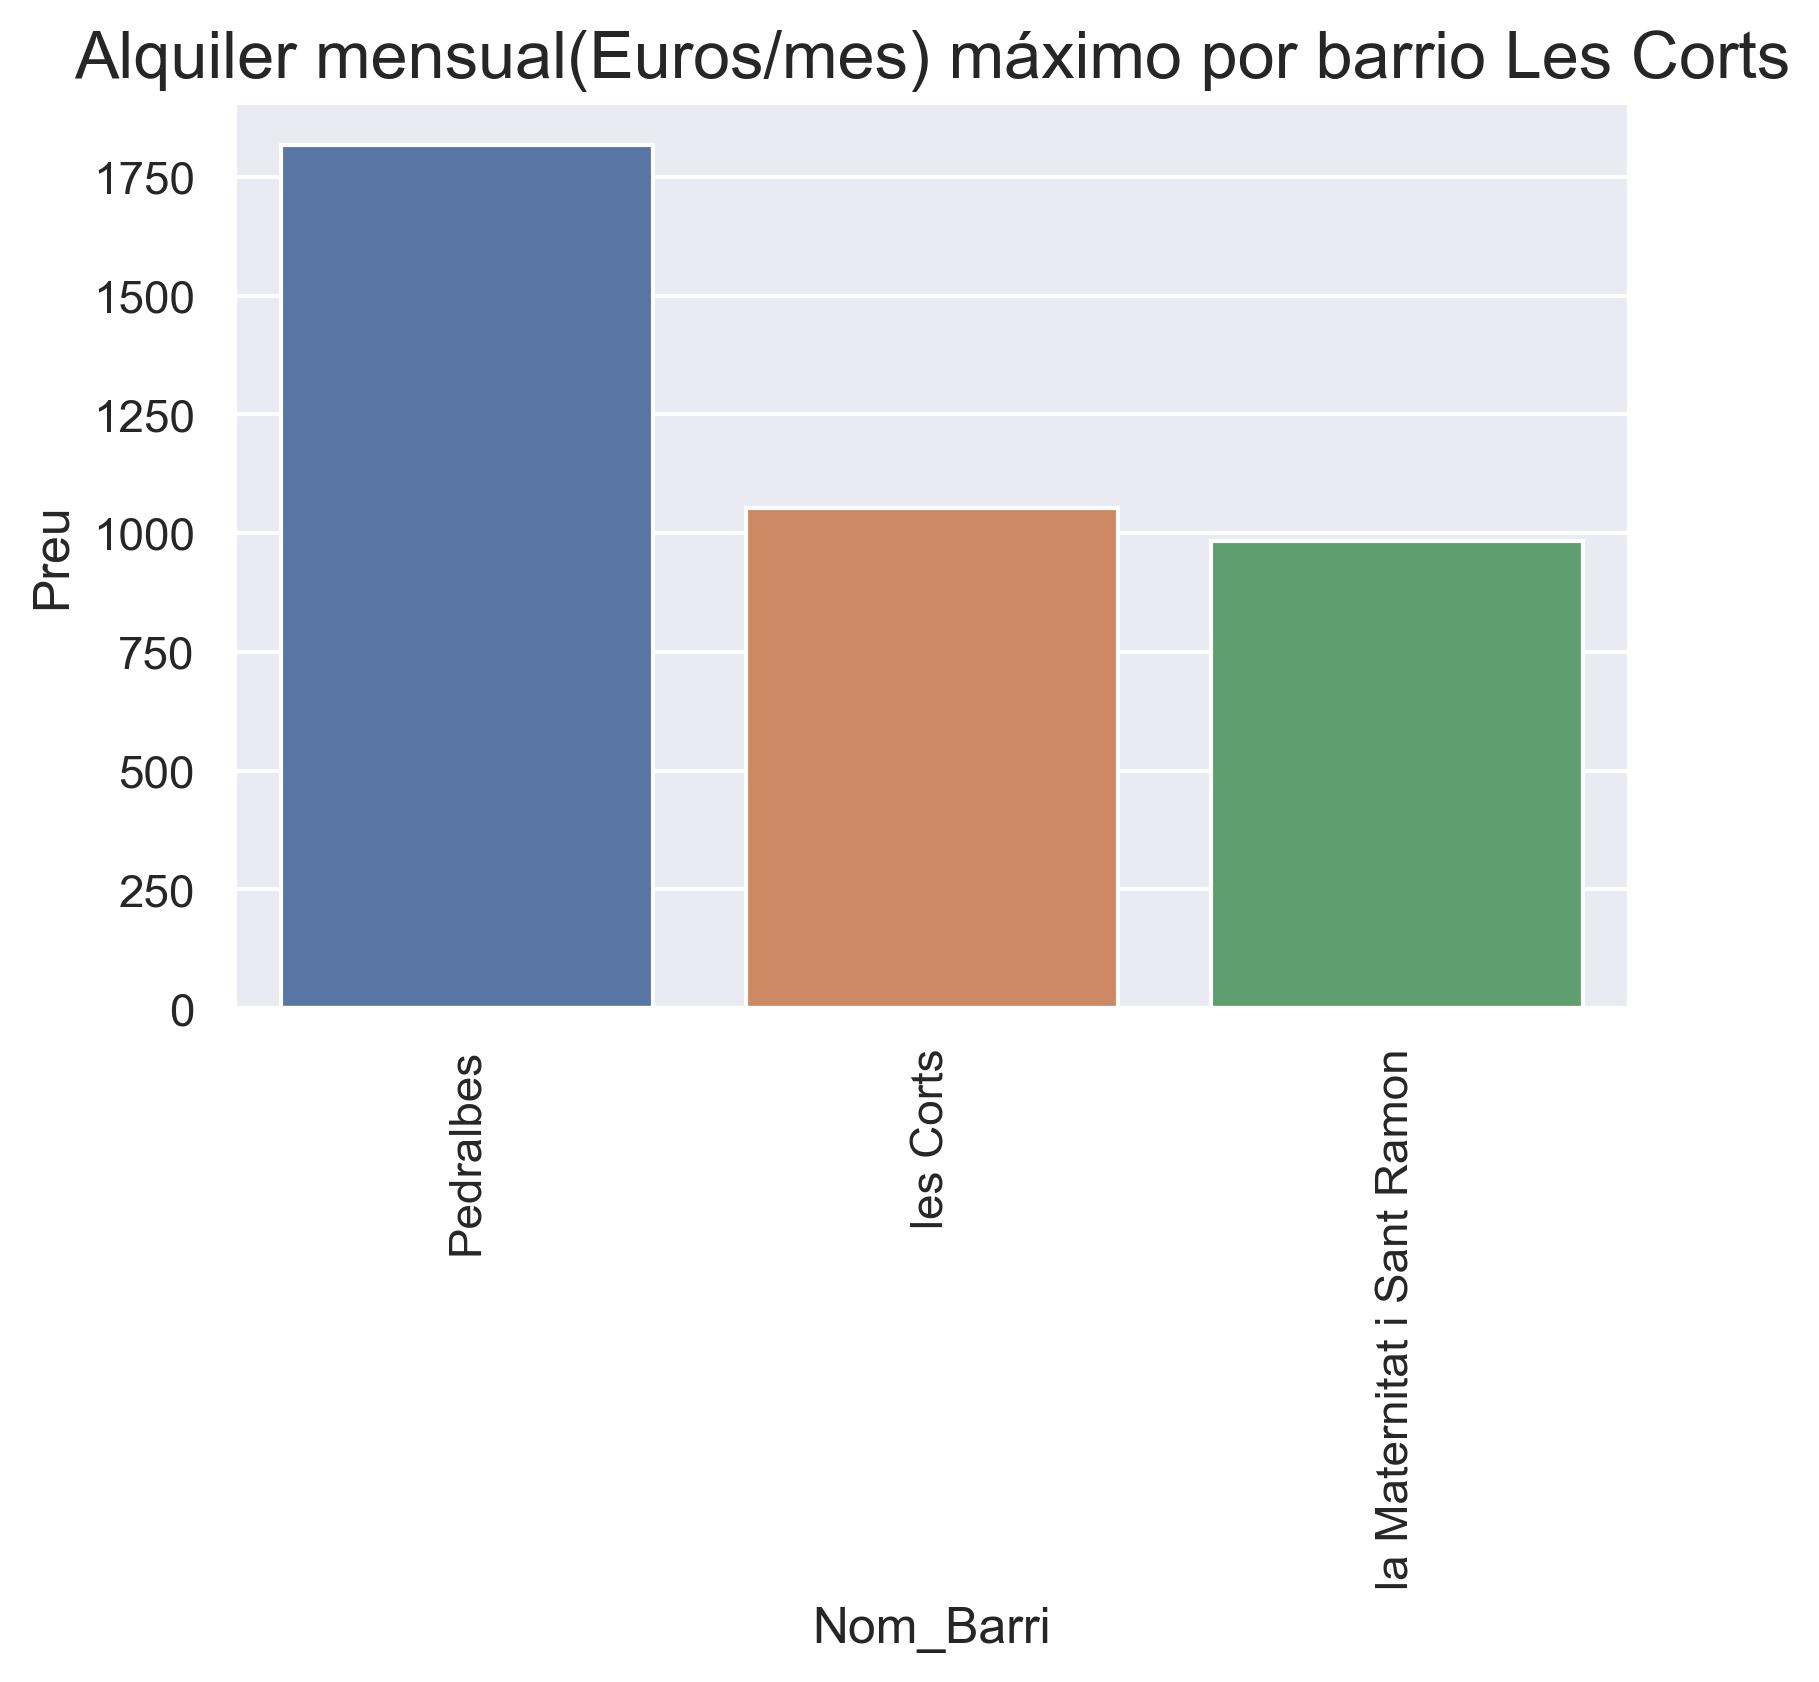 Alquiler mensual(Euros/mes) máximo por barrio Les Corts
1750
1500
1250
1000
750
500
250
0
Preu
Pedralbes
les Corts
la Maternitat i Sant Ramon
Nom_Barri